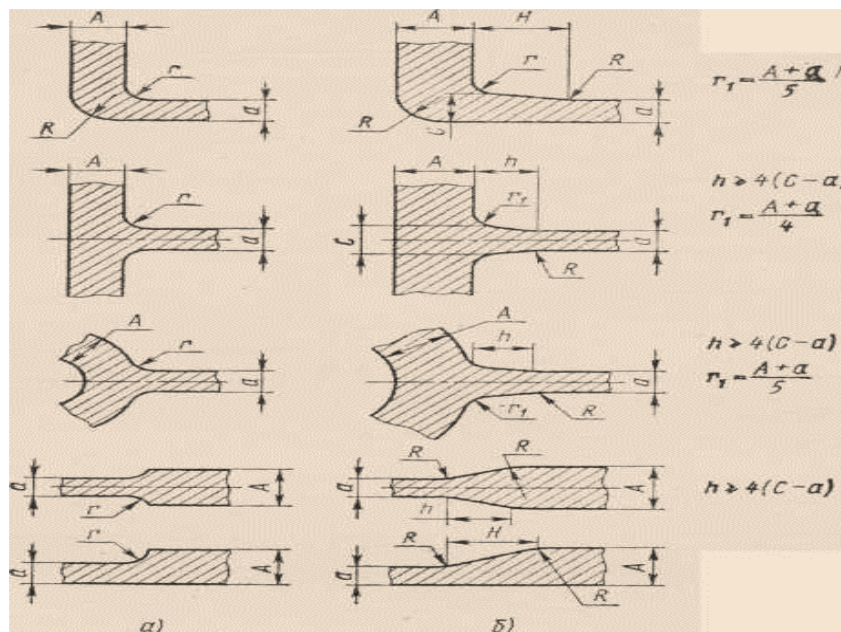 A A H
r r R
r₁ = A + a / 5
R a R C a
A A h
h ≥ 4(C - a)
r r₁
r₁ = A + a / 4
a C a
R
A r A h
h ≥ 4(C - a)
a a
r₁ = A + a / 5
r₁ R
R R
a A a A
h ≥ 4(C - a)
r h
r R H
a A a A
R
а) б)